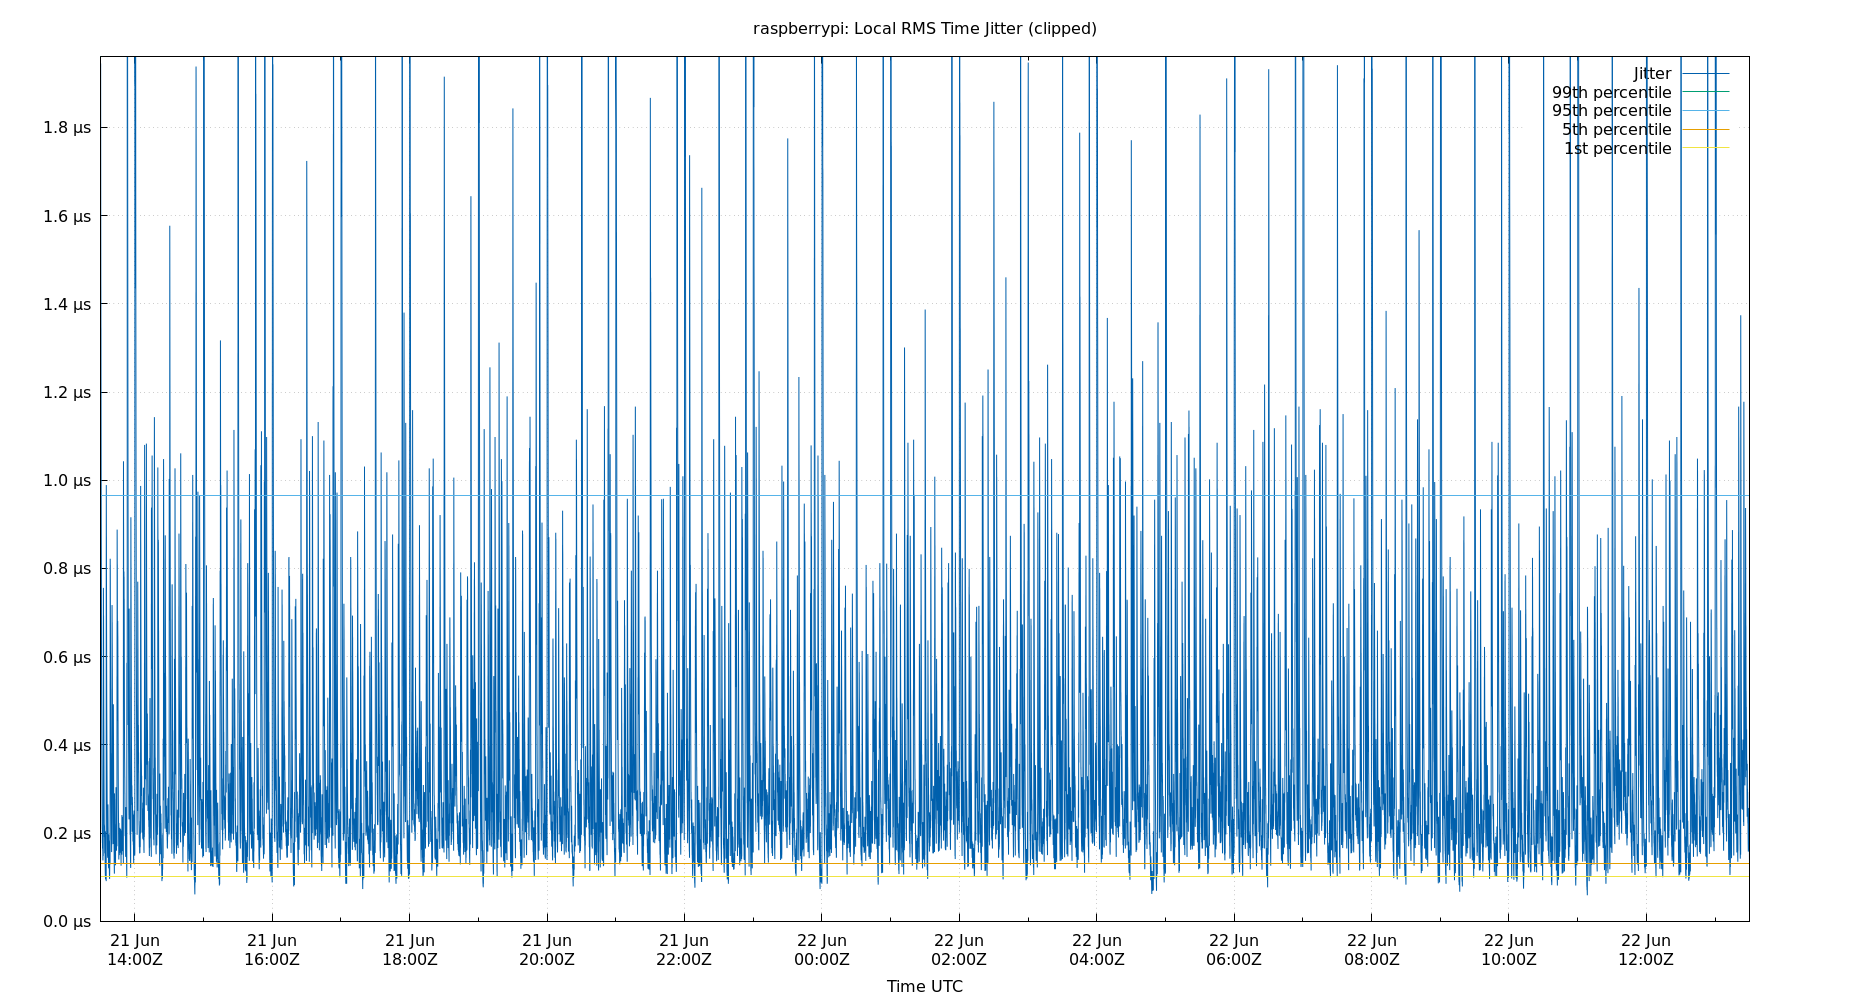 raspberrypi: Local RMS Time Jitter (clipped)
Jitter
99th percentile
95th percentile
5th percentile
1st percentile
1.8 μs
1.6 μs
1.4 μs
1.2 μs
1.0 μs
0.8 μs
0.6 μs
0.4 μs
0.2 μs
0.0 μs
21 Jun 21 Jun 21 Jun 21 Jun 21 Jun 22 Jun 22 Jun 22 Jun 22 Jun 22 Jun 22 Jun 22 Jun
14:00Z 16:00Z 18:00Z 20:00Z 22:00Z 00:00Z 02:00Z 04:00Z 06:00Z 08:00Z 10:00Z 12:00Z
Time UTC